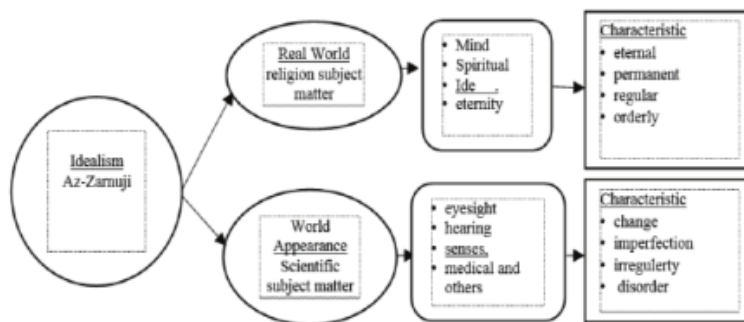 Idealism
Az-Zarnuji
Real World
religion subject
matter
Mind
Spiritual
Ide .
eternity
Characteristic
eternal
permanent
regular
orderly
World
Appearance
Scientific
subject matter
eyesight
hearing
senses.
medical and
others
Characteristic
change
imperfection
irregulerty
disorder